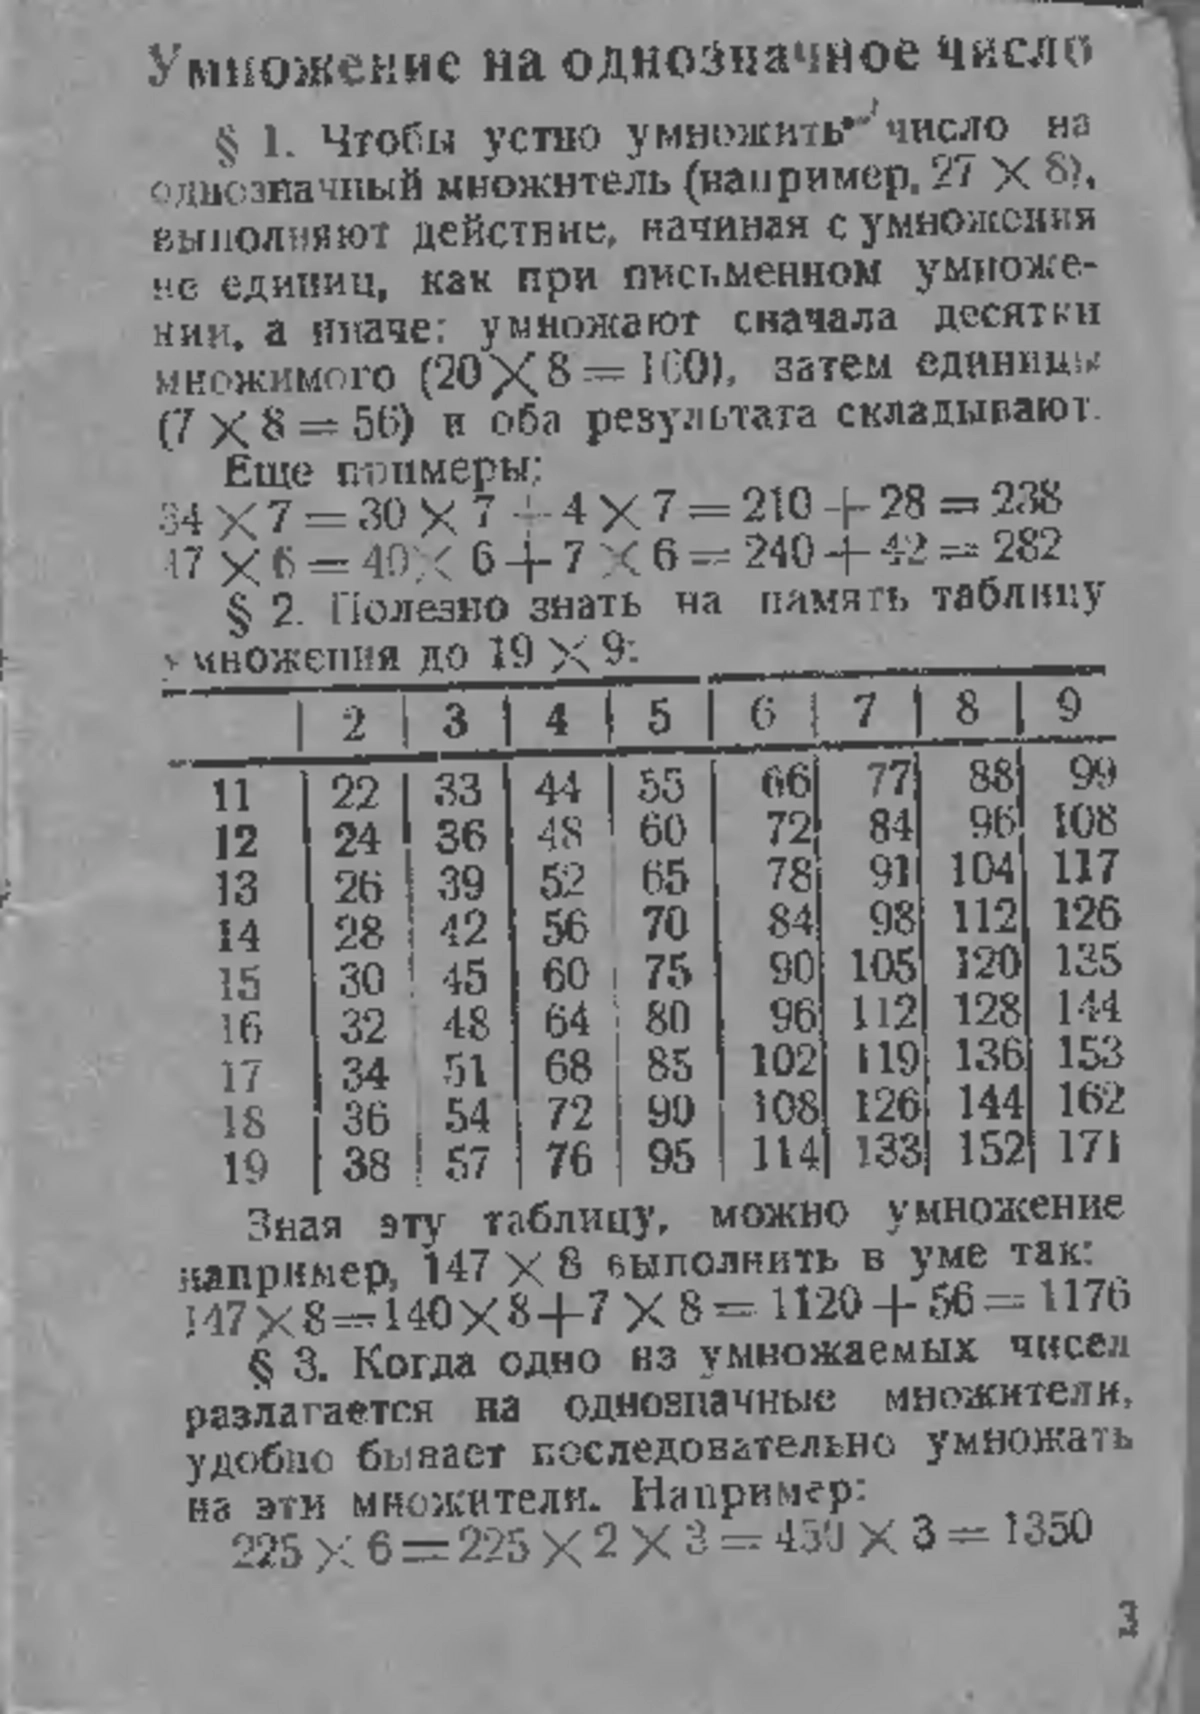 Умножение на однозначное число
§ 1. Чтобы устно умножить число на
однозначный множитель (например, 27 × 8),
выполняют действие, начиная с умножения
не единиц, как при письменном умноже-
нии, а иначе: умножают сначала десятки
множимого (20 × 8 = 160), затем единицы
(7 × 8 = 56) и оба результата складывают.
Еще примеры:
34 × 7 = 30 × 7 + 4 × 7 = 210 + 28 = 238
47 × 6 = 40 × 6 + 7 × 6 = 240 + 42 = 282
§ 2. Полезно знать на память таблицу
умножения до 19 × 9:
2 3 4 5 6 7 8 9
11 22 33 44 55 66 77 88 99
12 24 36 48 60 72 84 96 108
13 26 39 52 65 78 91 104 117
14 28 42 56 70 84 98 112 126
15 30 45 60 75 90 105 120 135
16 32 48 64 80 96 112 128 144
17 34 51 68 85 102 119 136 153
18 36 54 72 90 108 126 144 162
19 38 57 76 95 114 133 152 171
Зная эту таблицу, можно умножение
например, 147 × 8 выполнить в уме так:
147 × 8 = 140 × 8 + 7 × 8 = 1120 + 56 = 1176
§ 3. Когда одно из умножаемых чисел
разлагается на однозначные множители,
удобно бывает последовательно умножать
на эти множители. Например:
225 × 6 = 225 × 2 × 3 = 450 × 3 = 1350
3